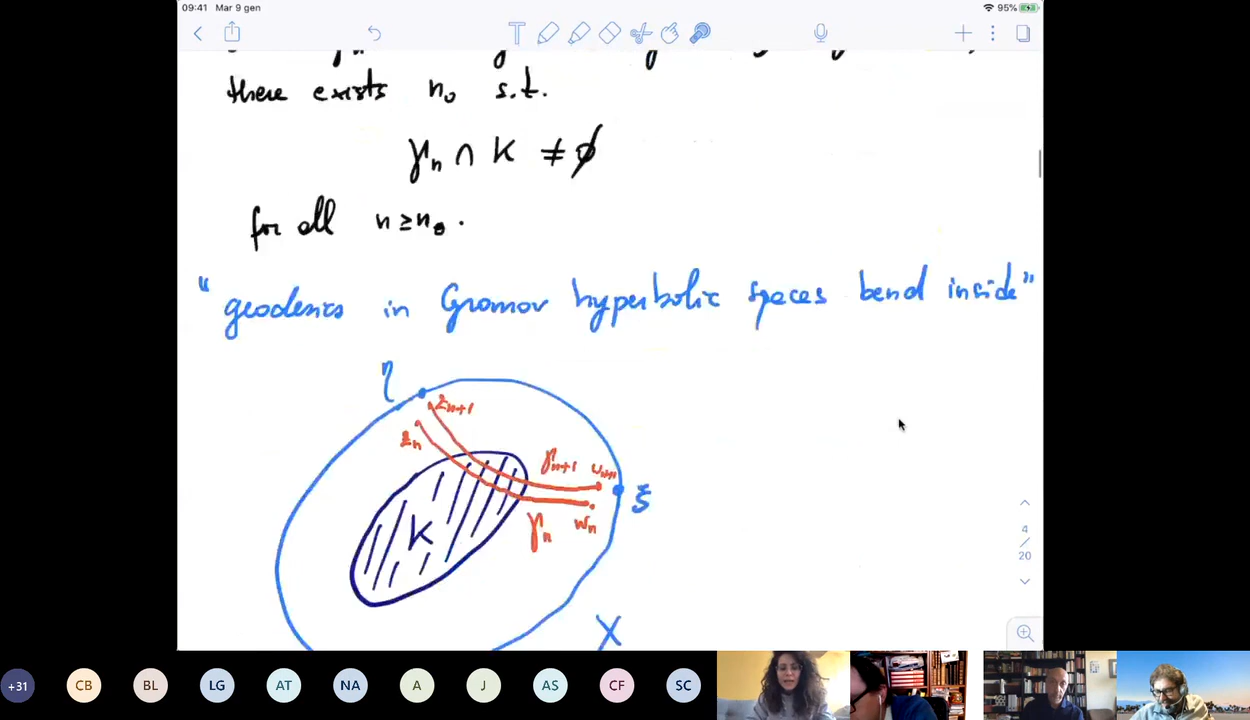 09:41 Mar 9 gen
95%
there exists n₀ s.t.
γₙ ∩ K ≠ ∅
for all n ≥ n₀.
"geodesics in Gromov hyperbolic spaces bend inside"
η
zₙ₊₁
zₙ
γₙ₊₁ wₙ₊₁
ξ
K
γₙ wₙ
X
4
/
20
+31 CB BL LG AT NA A J AS CF SC